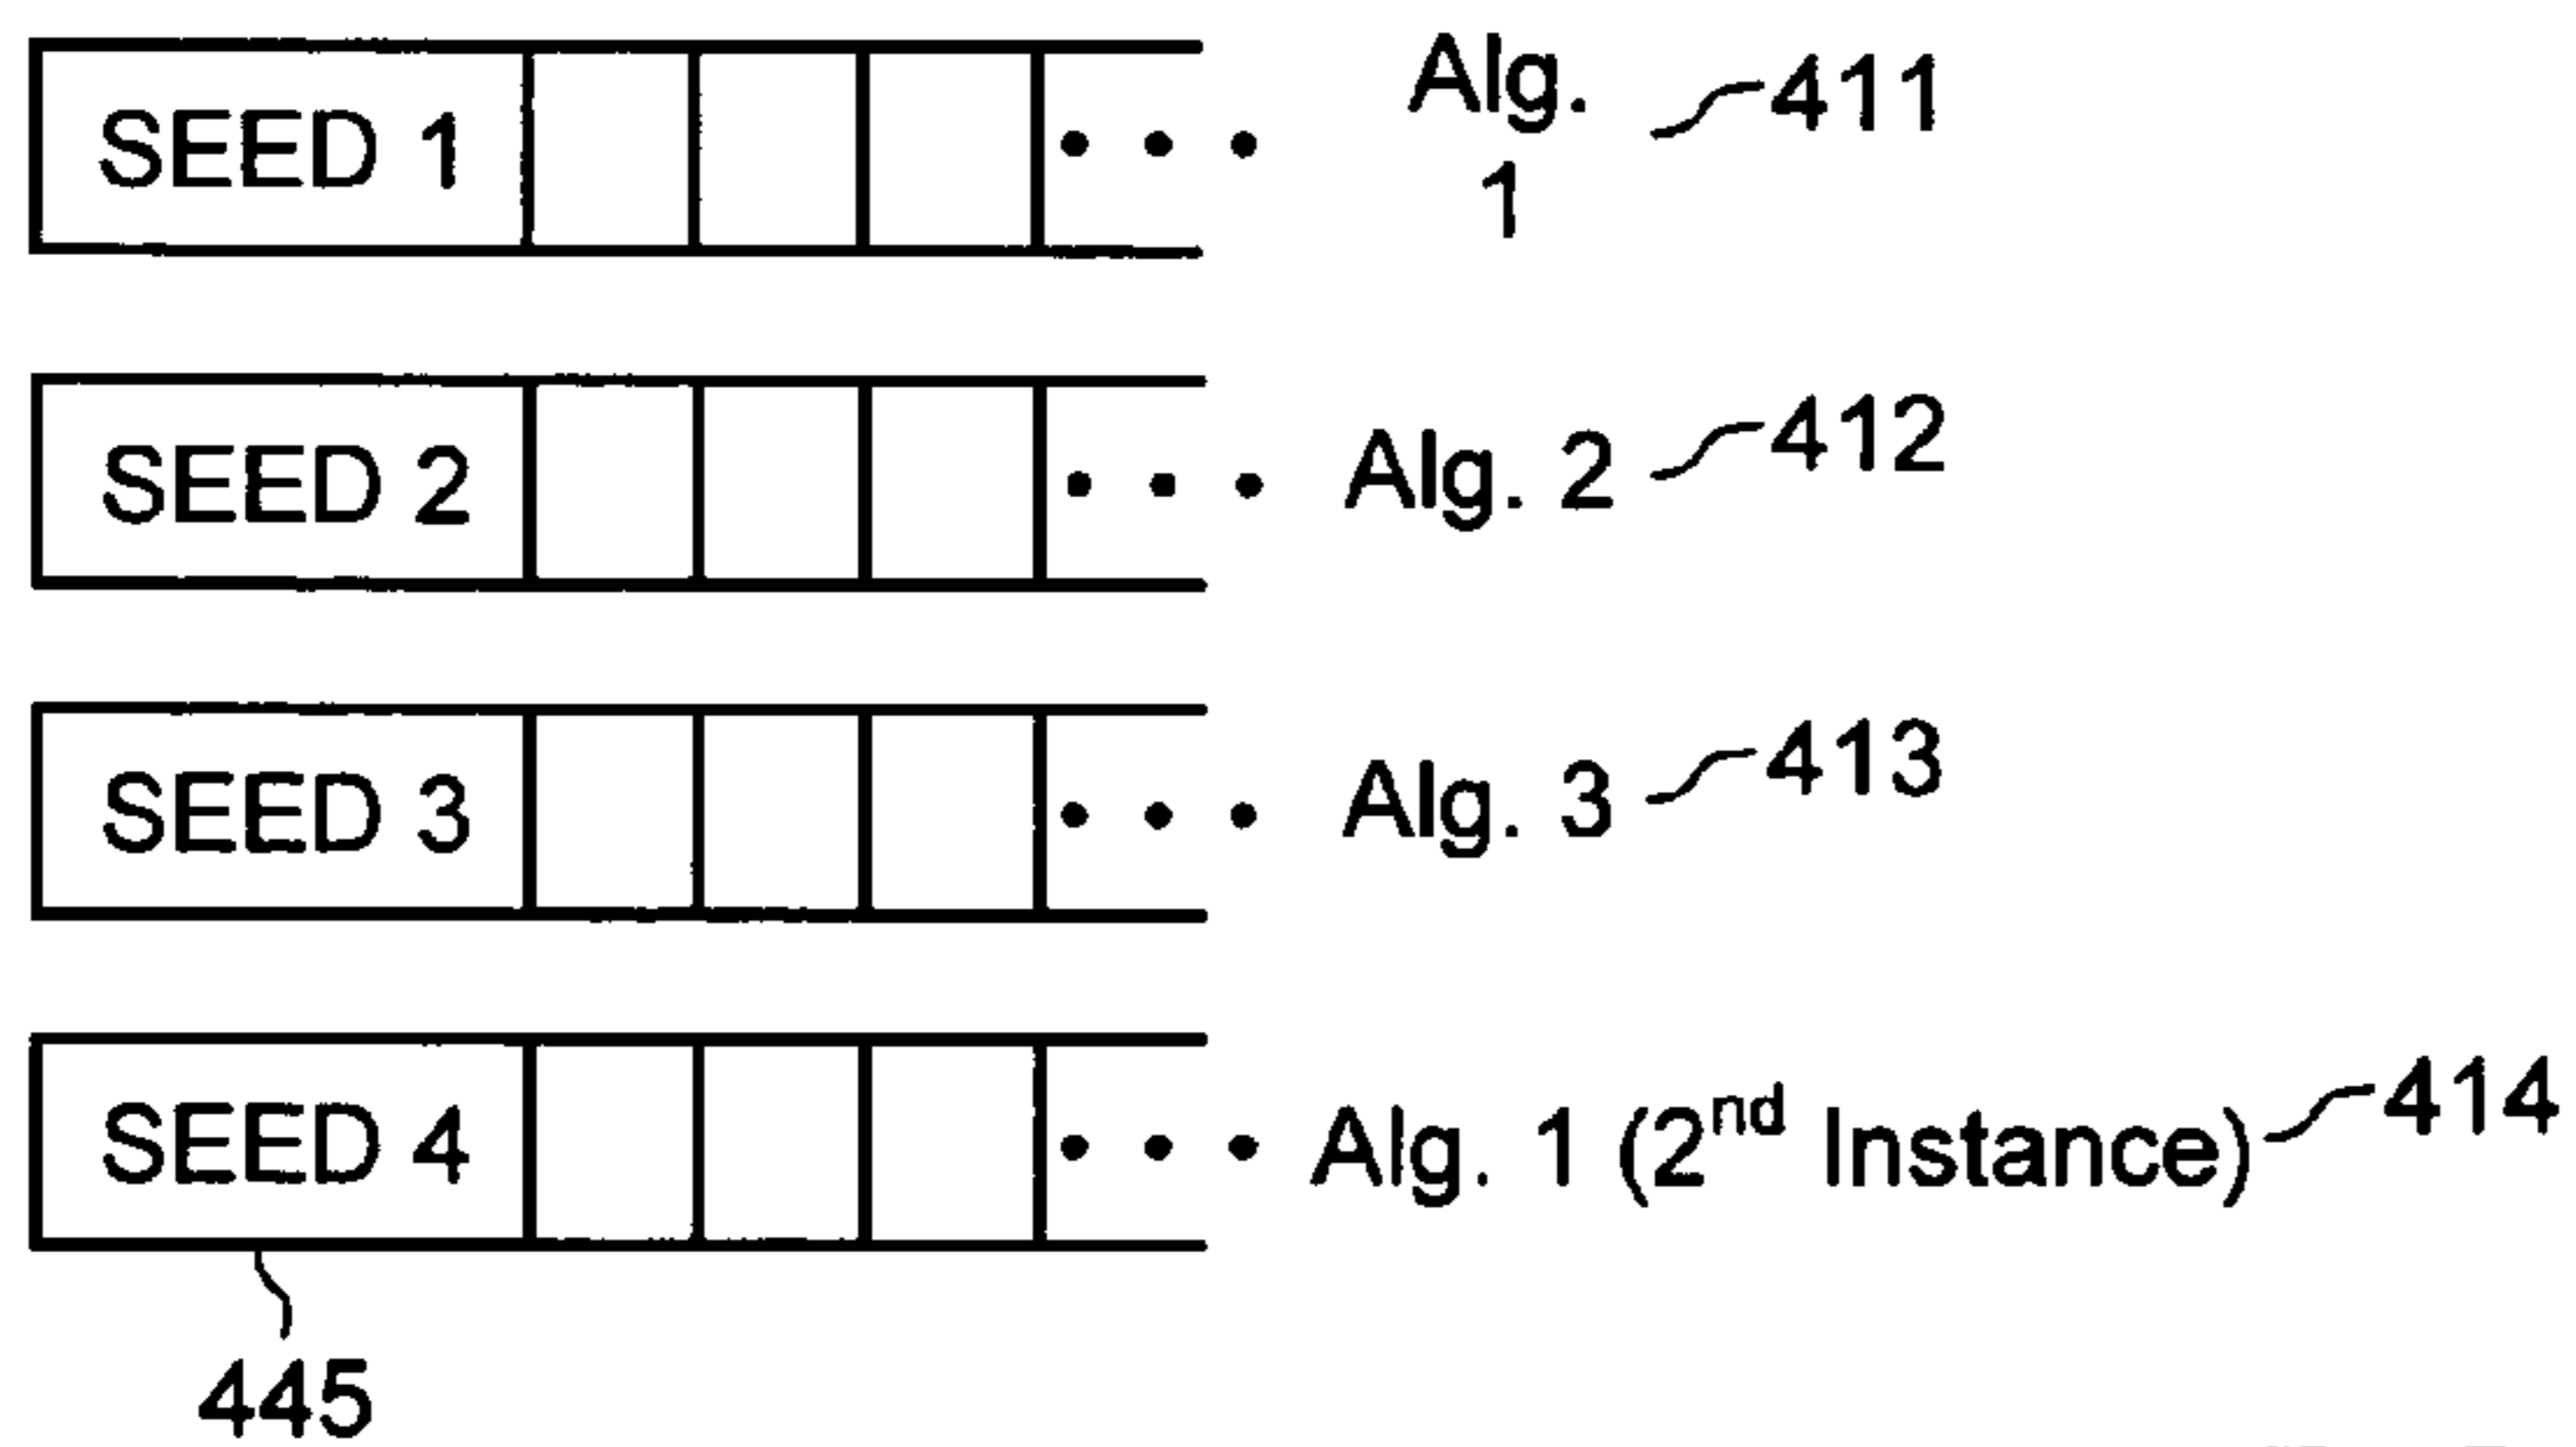 SEED 1 • • • Alg. 1 411
SEED 2 • • • Alg. 2 412
SEED 3 • • • Alg. 3 413
SEED 4 • • • Alg. 1 (2nd Instance) 414
445